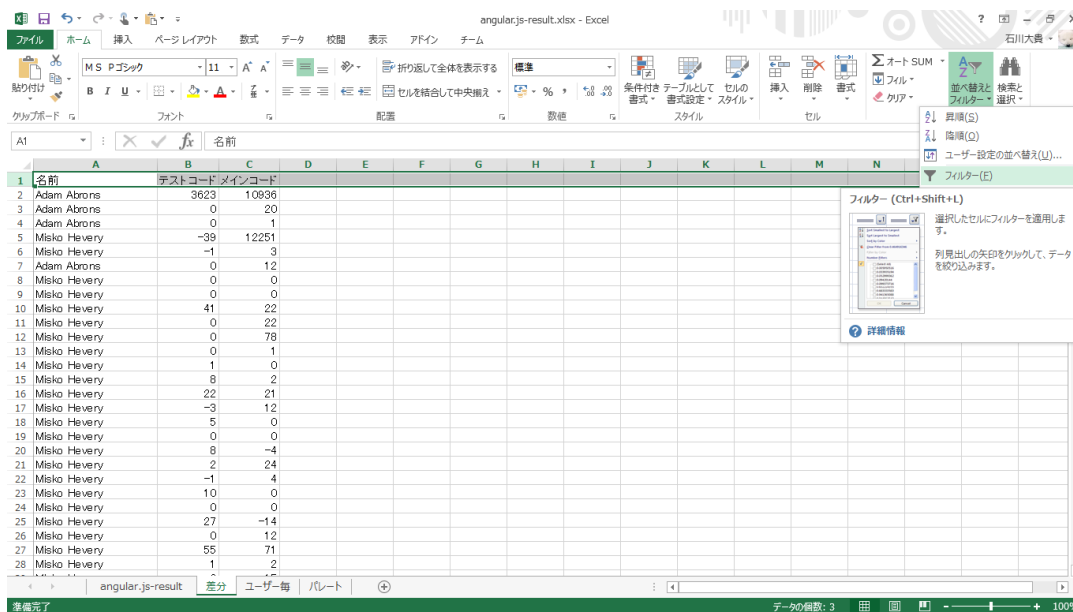 angular.js-result.xlsx - Excel
ファイル ホーム 挿入 ページ レイアウト 数式 データ 校閲 表示 アドイン チーム 石川大貴
貼り付け
MS Pゴシック 11
B I U
折り返して全体を表示する
セルを結合して中央揃え
標準
条件付き書式 テーブルとして書式設定 セルのスタイル
挿入 削除 書式
オート SUM
フィル
クリア
並べ替えとフィルター 検索と選択
クリップボード フォント 配置 数値 スタイル セル
昇順(S)
降順(O)
ユーザー設定の並べ替え(U)...
フィルター(F)
A1 fx 名前
A B C D E F G H I J K L M N
1 名前 テストコード メインコード
2 Adam Abrons 3623 10936
3 Adam Abrons 0 20
4 Adam Abrons 0 1
5 Misko Hevery -39 12251
6 Misko Hevery -1 3
7 Adam Abrons 0 12
8 Misko Hevery 0 0
9 Misko Hevery 0 0
10 Misko Hevery 41 22
11 Misko Hevery 0 22
12 Misko Hevery 0 78
13 Misko Hevery 0 1
14 Misko Hevery 1 0
15 Misko Hevery 8 2
16 Misko Hevery 22 21
17 Misko Hevery -3 12
18 Misko Hevery 5 0
19 Misko Hevery 0 0
20 Misko Hevery 8 -4
21 Misko Hevery 2 24
22 Misko Hevery -1 4
23 Misko Hevery 10 0
24 Misko Hevery 0 0
25 Misko Hevery 27 -14
26 Misko Hevery 0 12
27 Misko Hevery 55 71
28 Misko Hevery 1 2
フィルター (Ctrl+Shift+L)
選択したセルにフィルターを適用しま
す。
列見出しの矢印をクリックして、データ
を絞り込みます。
詳細情報
angular.js-result 差分 ユーザー毎 パレート
準備完了 データの個数: 3 100%